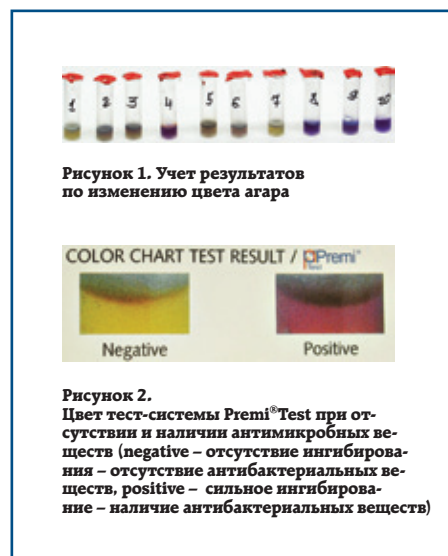 1 2 3 4 5 6 7 8 9 10
Рисунок 1. Учет результатов
по изменению цвета агара
COLOR CHART TEST RESULT / Premi™
Test
Negative Positive
Рисунок 2.
Цвет тест-системы Premi®Test при от-
сутствии и наличии антимикробных ве-
ществ (negative – отсутствие ингибирова-
ния – отсутствие антибактериальных ве-
ществ, positive – сильное ингибирова-
ние – наличие антибактериальных веществ)